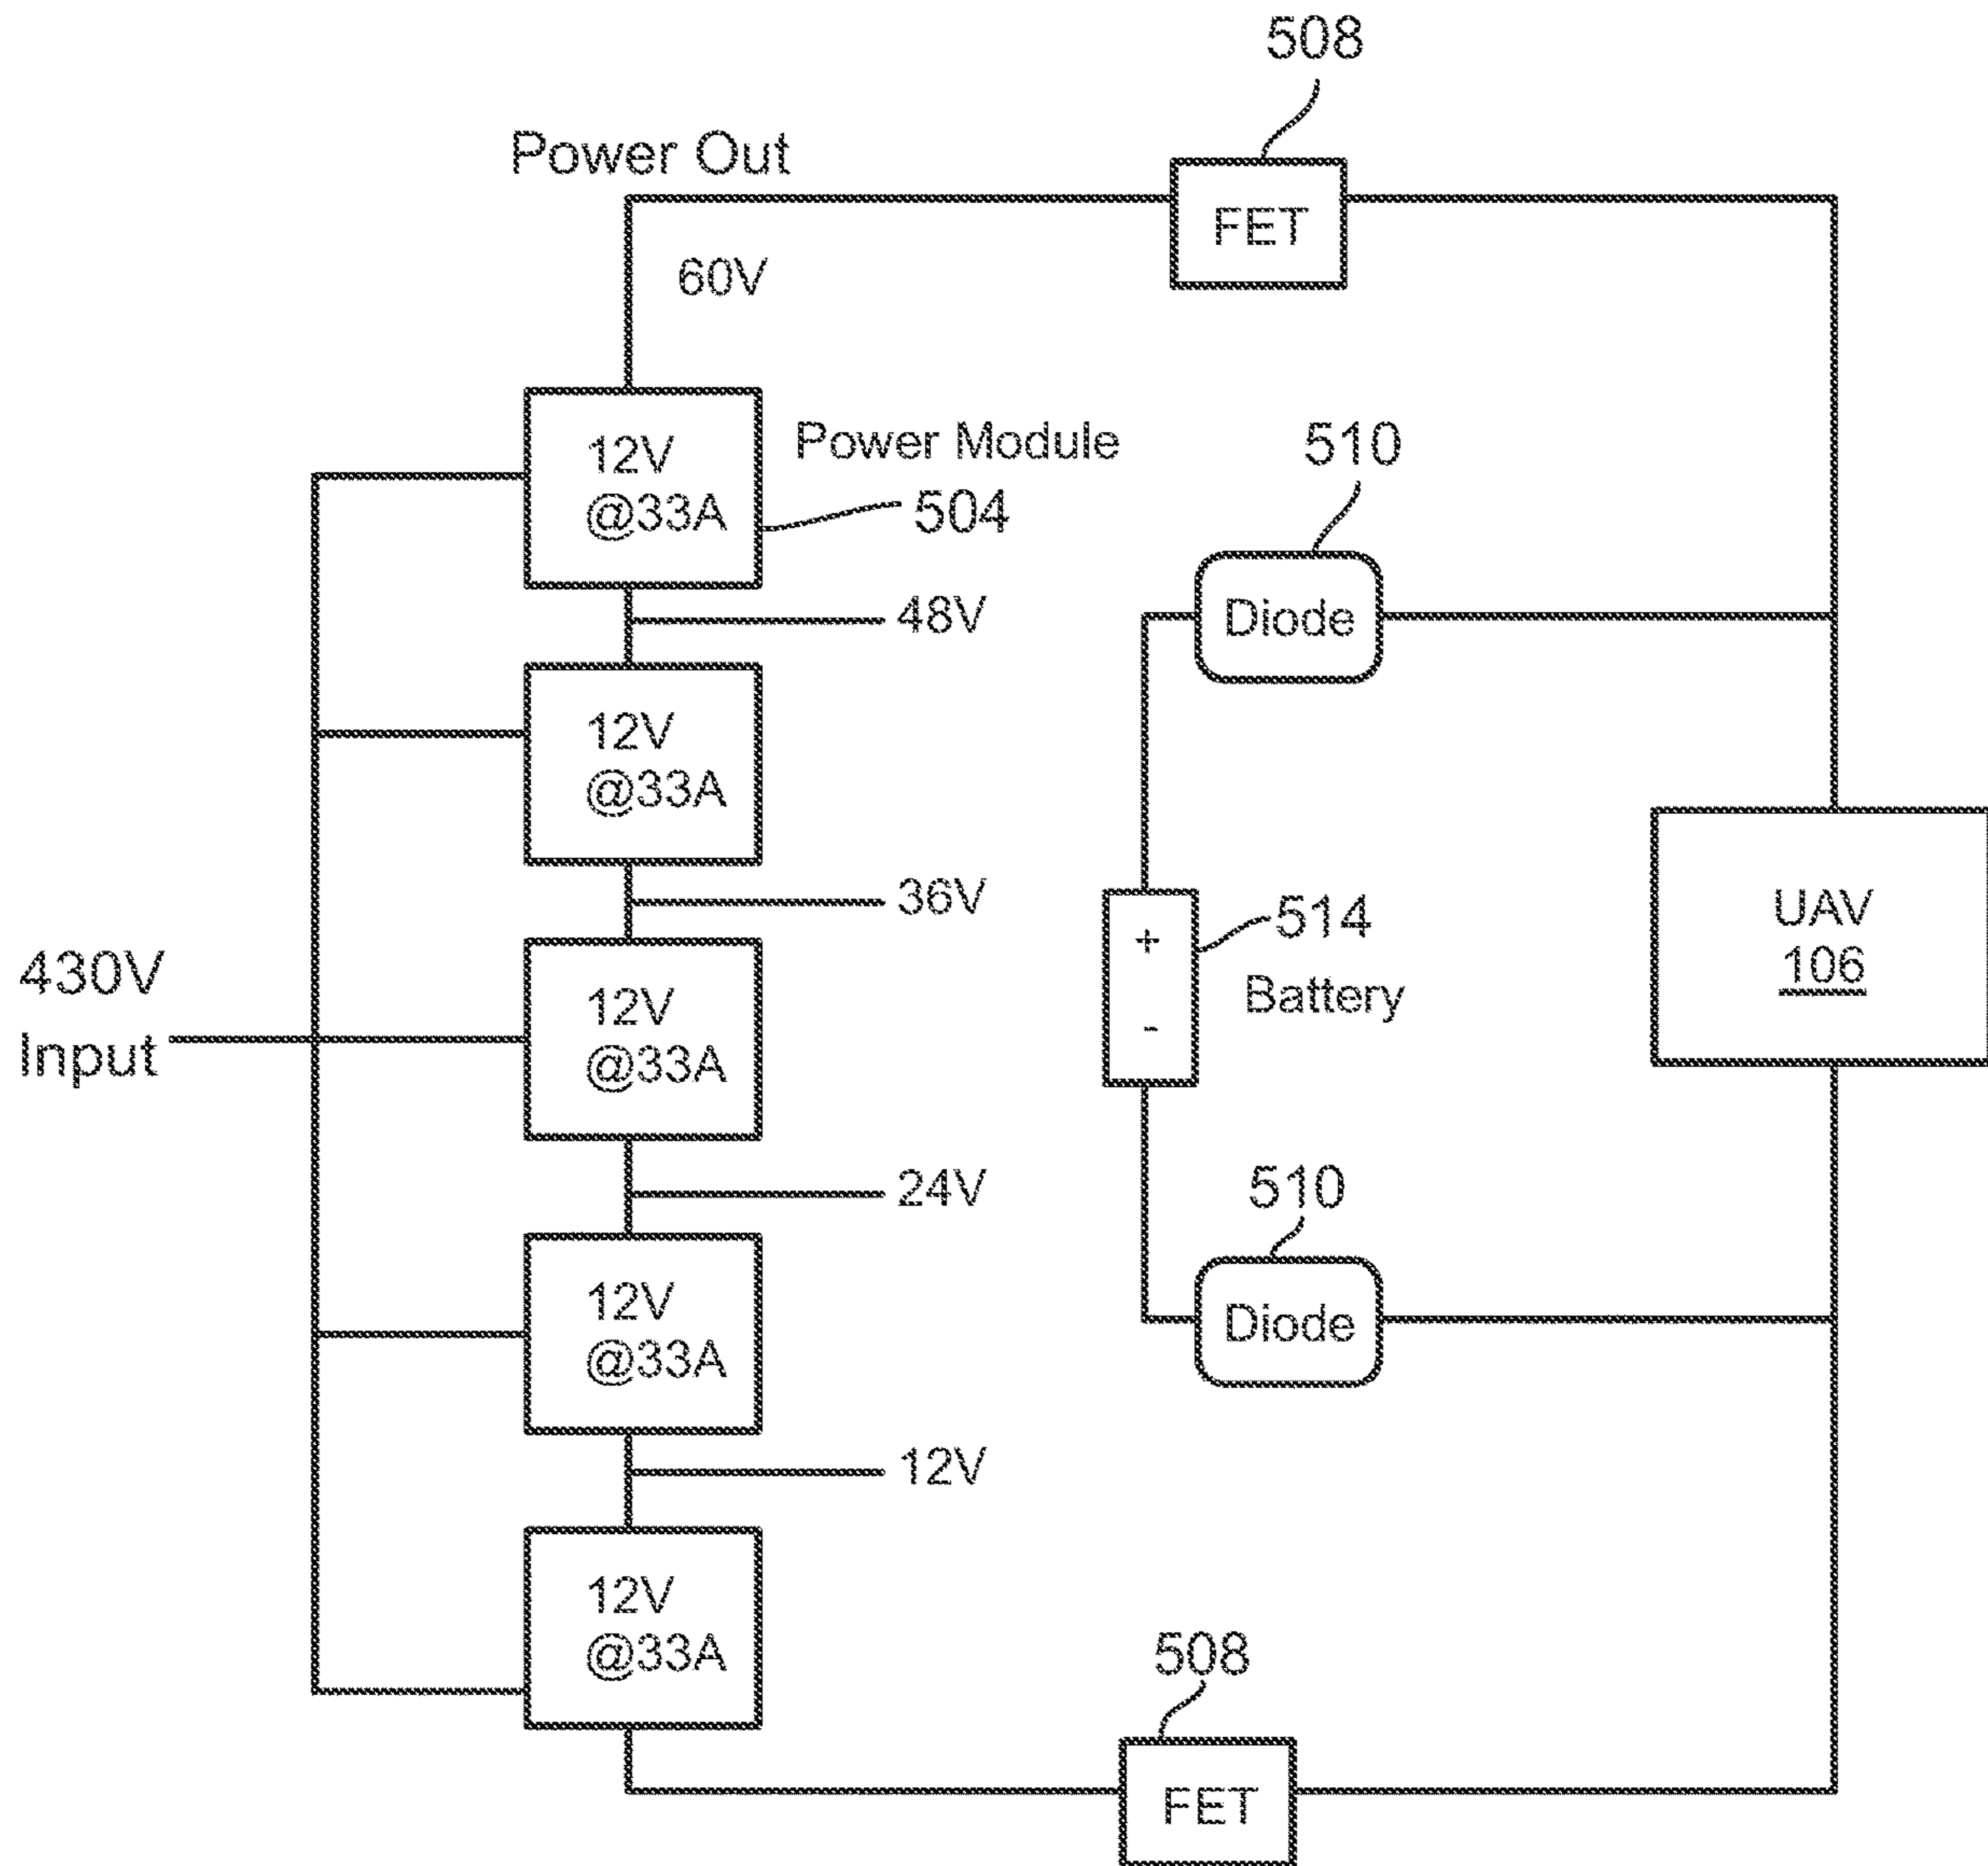 508
Power Out
FET
60V
12V
@33A
Power Module
504
510
Diode
48V
12V
@33A
36V
514
Battery
+
-
UAV
106
430V
Input
12V
@33A
24V
510
Diode
12V
@33A
12V
12V
@33A
508
FET